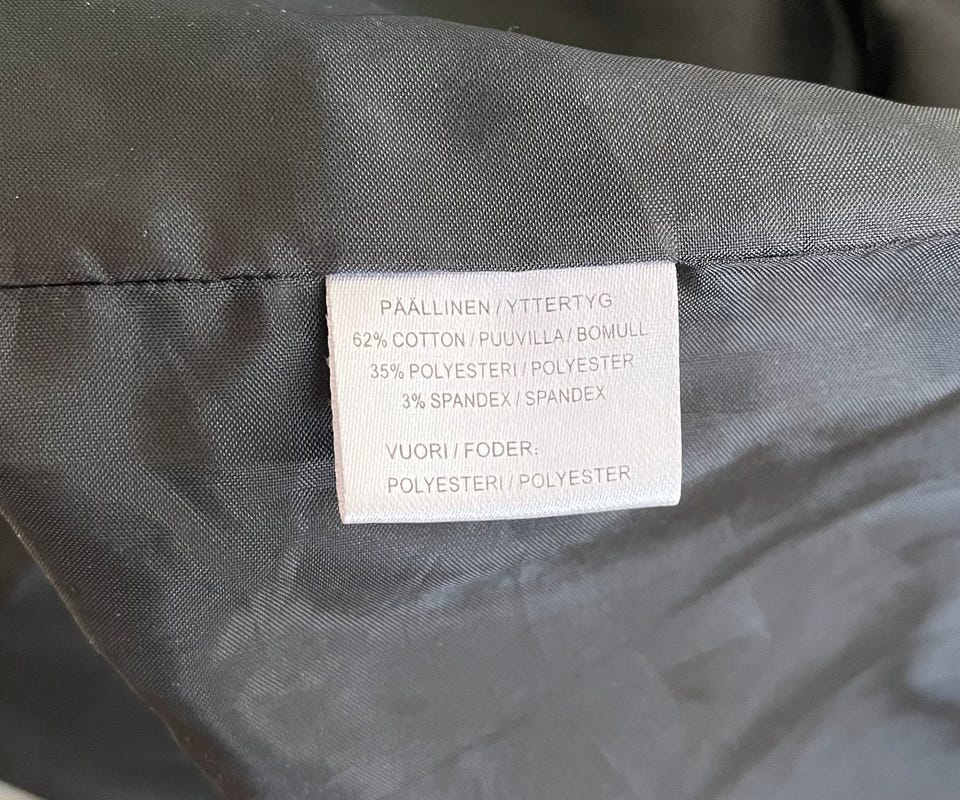 PÄÄLLINEN / YTTERTYG
62% COTTON / PUUVILLA / BOMULL
35% POLYESTERI / POLYESTER
3% SPANDEX / SPANDEX
VUORI / FODER:
POLYESTERI / POLYESTER